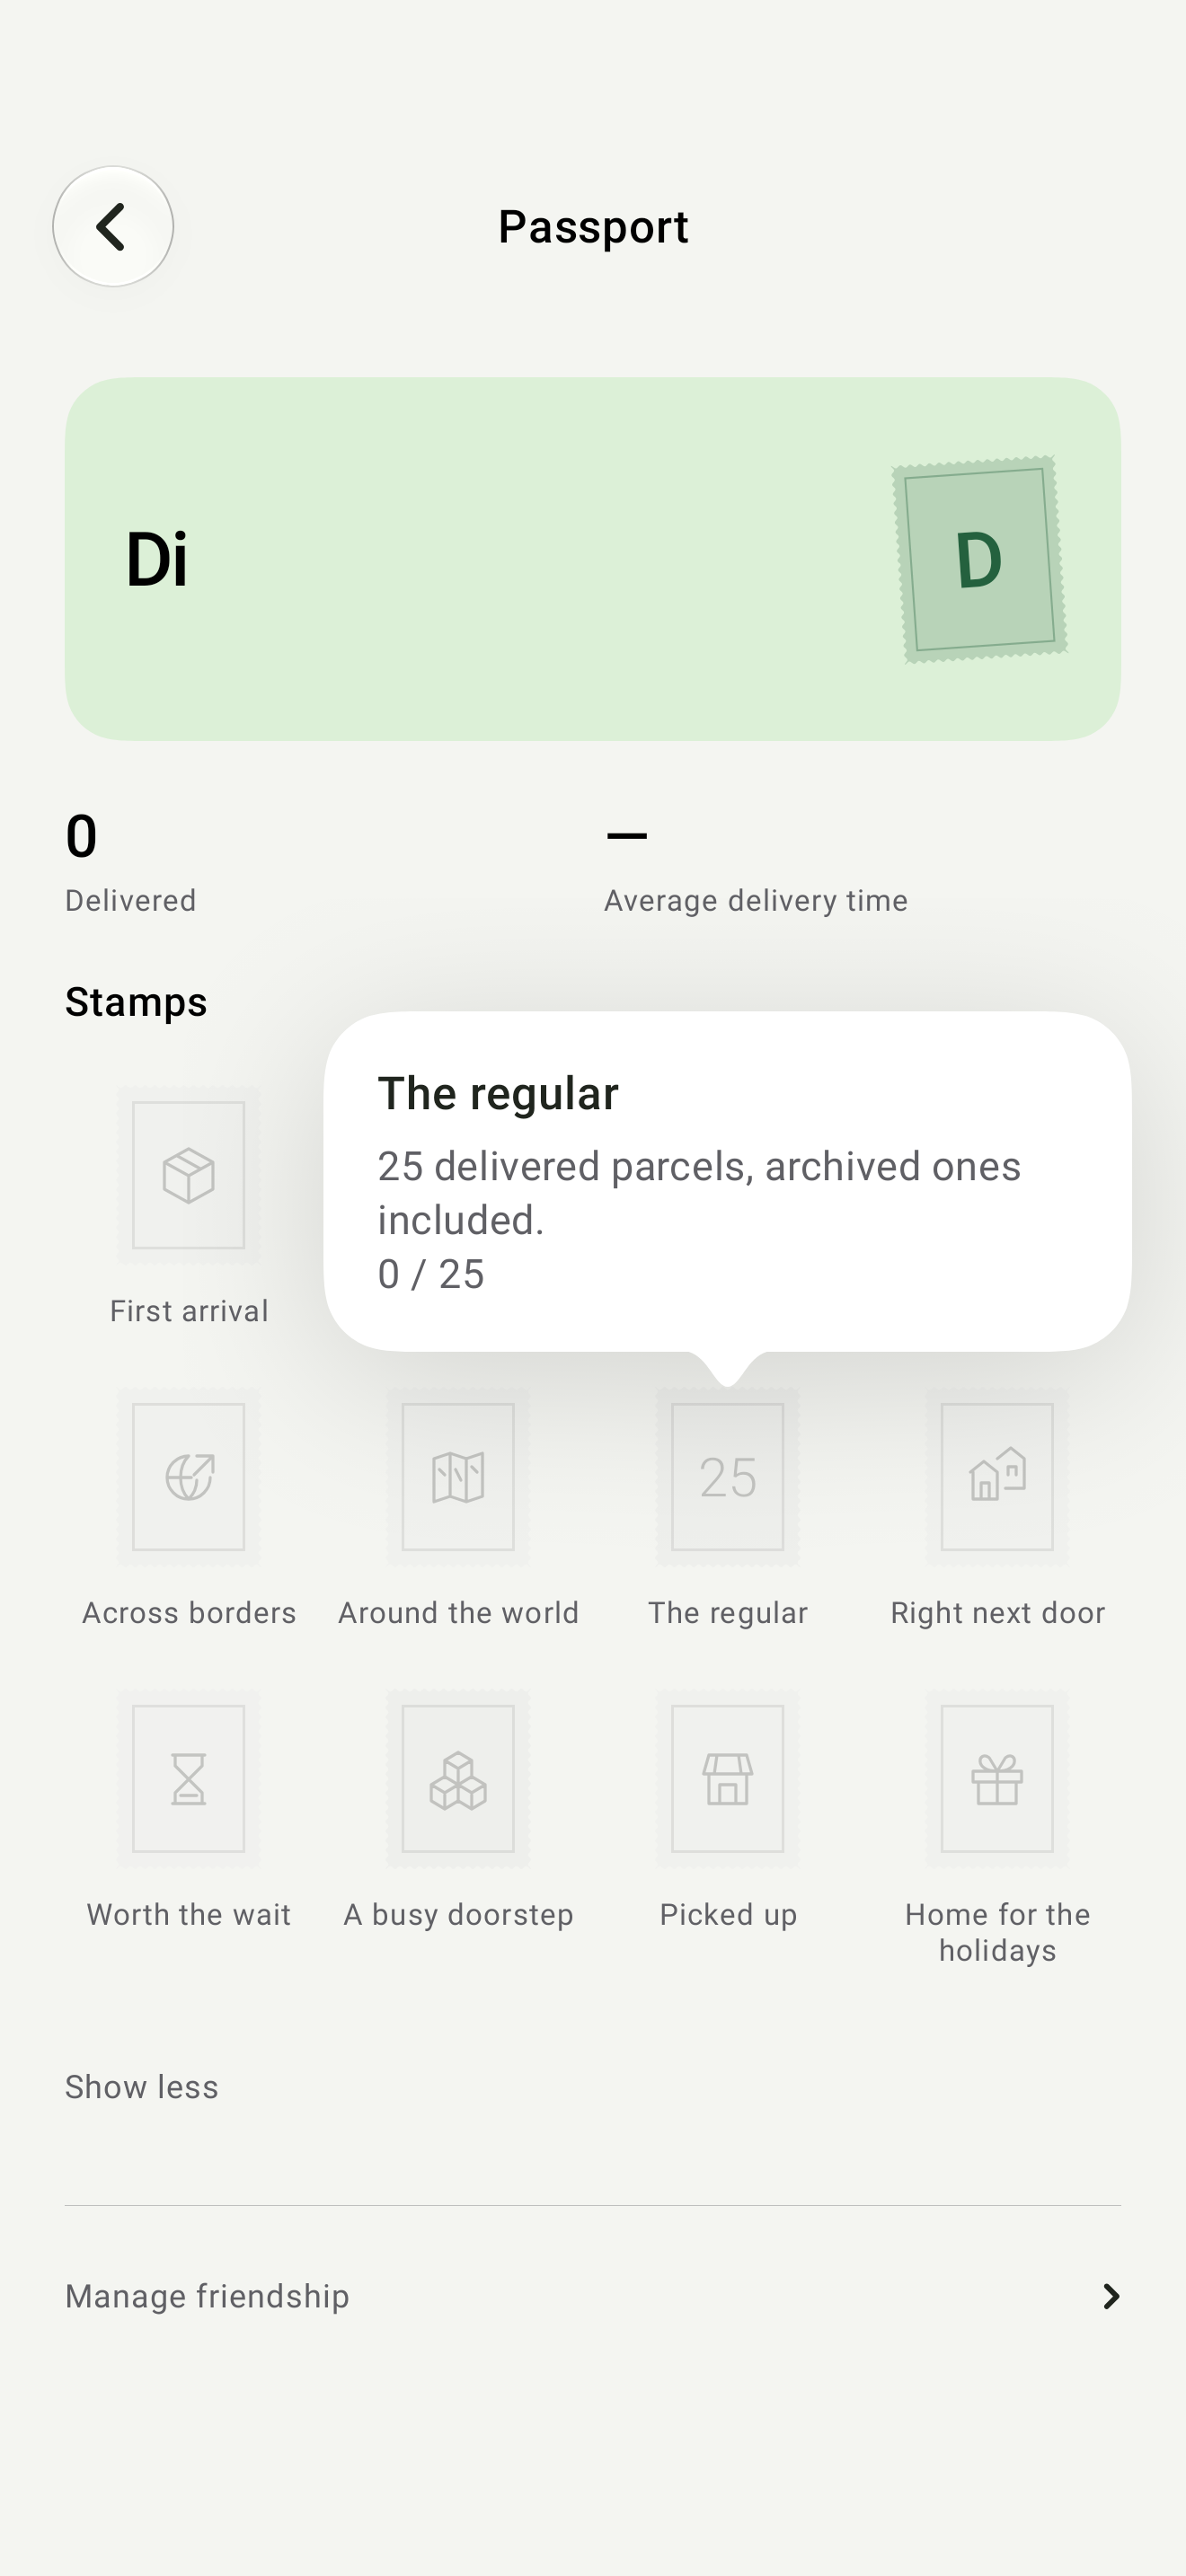 Passport
Di
D
0
Delivered
—
Average delivery time
Stamps
The regular
25 delivered parcels, archived ones
included.
0 / 25
First arrival
25
Across borders
Around the world
The regular
Right next door
Worth the wait
A busy doorstep
Picked up
Home for the
holidays
Show less
Manage friendship